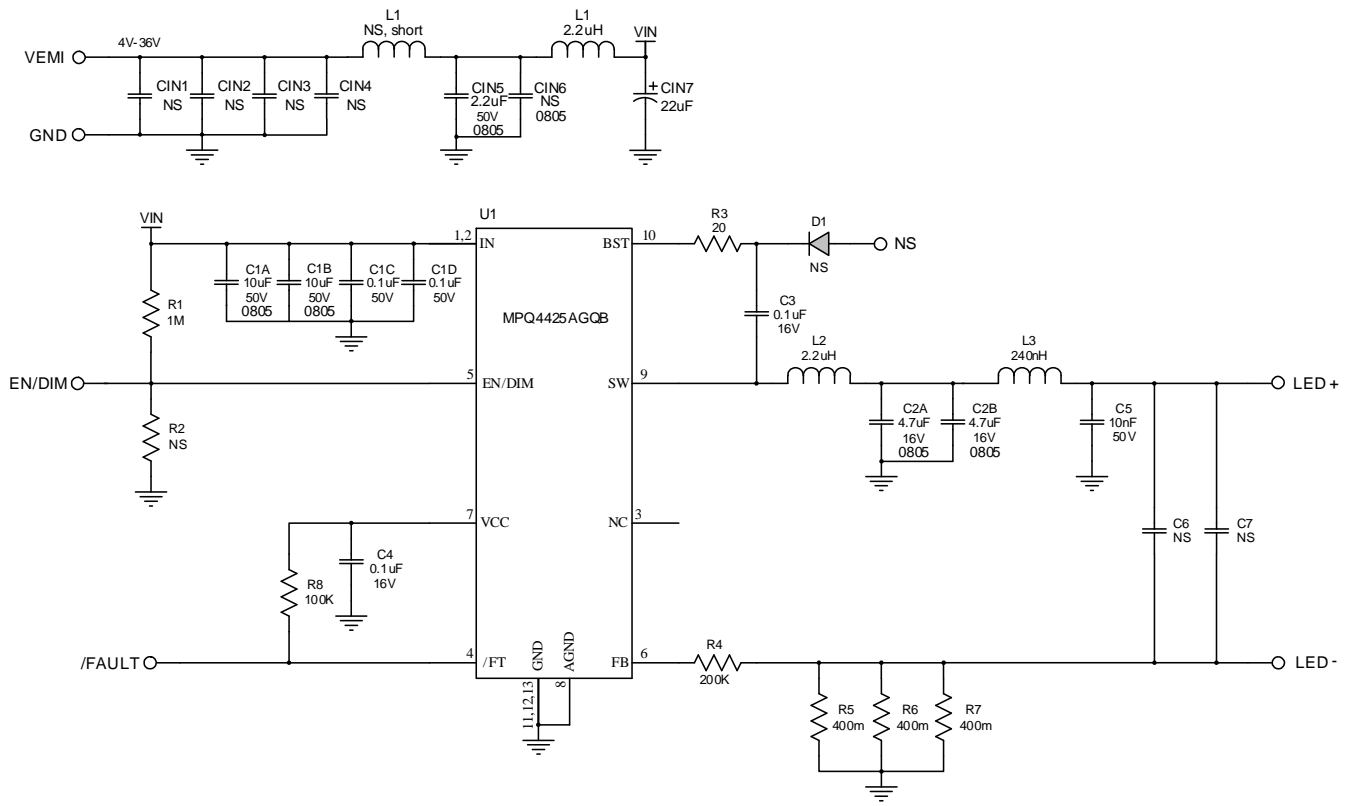 L1
NS, short
L1
2.2uH
VIN
4V-36V
VEMI
CIN1
NS
CIN2
NS
CIN3
NS
CIN4
NS
CIN5
2.2uF
50V
0805
CIN6
NS
0805
CIN7
22uF
GND
VIN
U1
1,2
IN
BST
10
R3
20
D1
NS
NS
C1A
10uF
50V
0805
C1B
10uF
50V
0805
C1C
0.1uF
50V
C1D
0.1uF
50V
R1
1M
MPQ4425AGQB
C3
0.1uF
16V
L2
2.2uH
L3
240nH
EN/DIM
5
EN/DIM
SW
9
LED+
R2
NS
C2A
4.7uF
16V
0805
C2B
4.7uF
16V
0805
C5
10nF
50V
7
VCC
NC
3
C6
NS
C7
NS
C4
0.1uF
16V
R8
100K
/FAULT
4
/FT
GND
AGND
FB
6
R4
200K
LED-
11,12,13
8
R5
400m
R6
400m
R7
400m